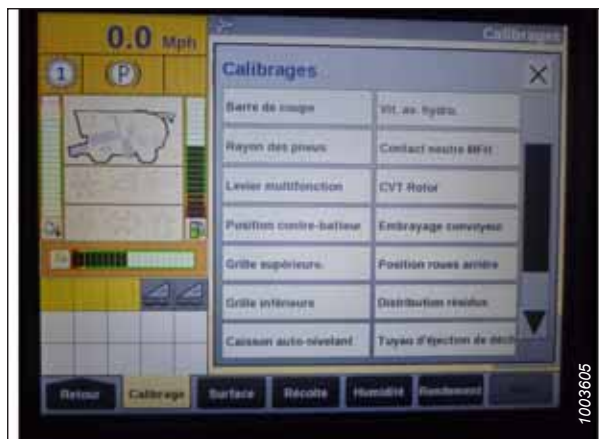 0.0 Mph
Calibrages
1
P
Calibrages
X
Barre de coupe
Vit. av. hydro.
Rayon des pneus
Contact neutre MFH
Levier multifonction
CVT Rotor
Position contre-batteur
Embrayage convoyeur
Grille supérieure.
Position roues arrière
Grille inférieure
Distribution résidus
Caisson auto-nivelant
Tuyau d'éjection de déch
Retour
Calibrage
Surface
Récolte
Humidité
Rendement
1003605